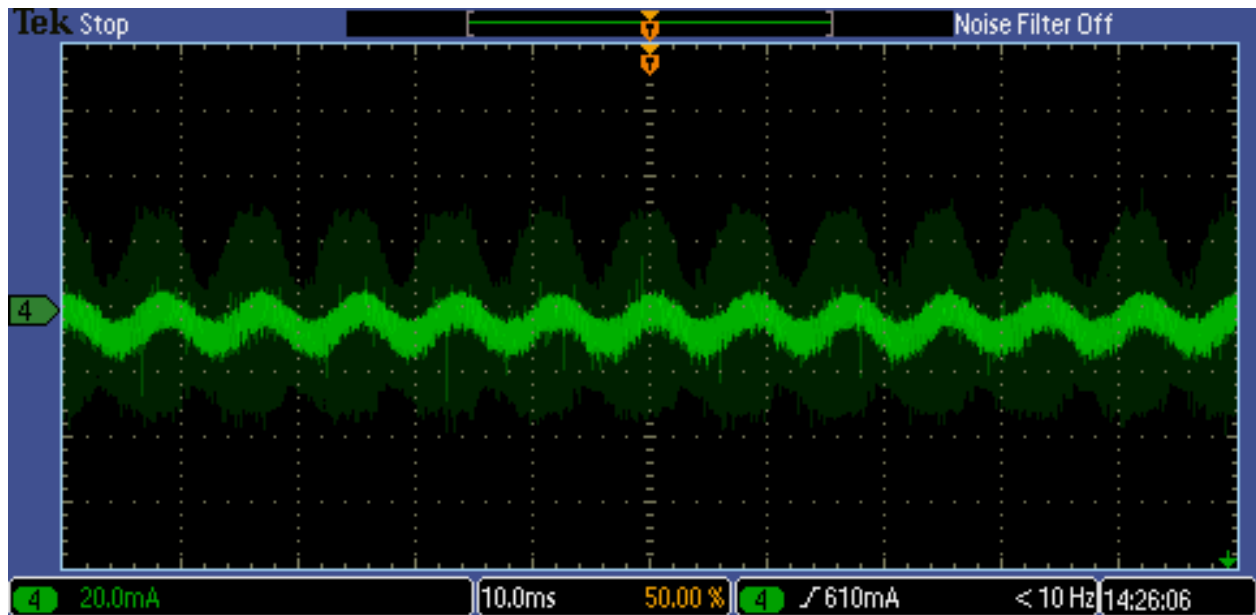 Tek Stop Noise Filter Off
T
T
4
4 20.0mA 10.0ms 50.00 % 4 610mA < 10 Hz 14:26:06